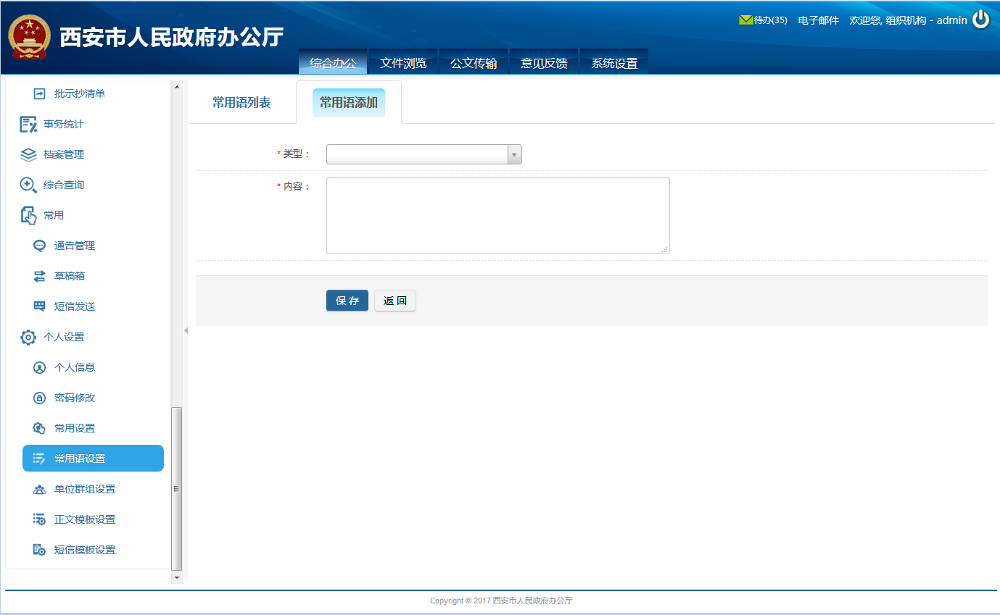 西安市人民政府办公厅
待办(35) 电子邮件 欢迎您, 组织机构 - admin
综合办公 文件浏览 公文传输 意见反馈 系统设置
批示抄清单
事务统计
档案管理
综合查询
常用
通告管理
草稿箱
短信发送
个人设置
个人信息
密码修改
常用设置
常用语设置
单位群组设置
正文模板设置
短信模板设置
常用语列表 常用语添加
* 类型：
* 内容：
保 存 返 回
Copyright © 2017 西安市人民政府办公厅